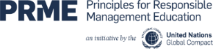 PRME Principles for Responsible
Management Education
an initiative by the United Nations
Global Compact